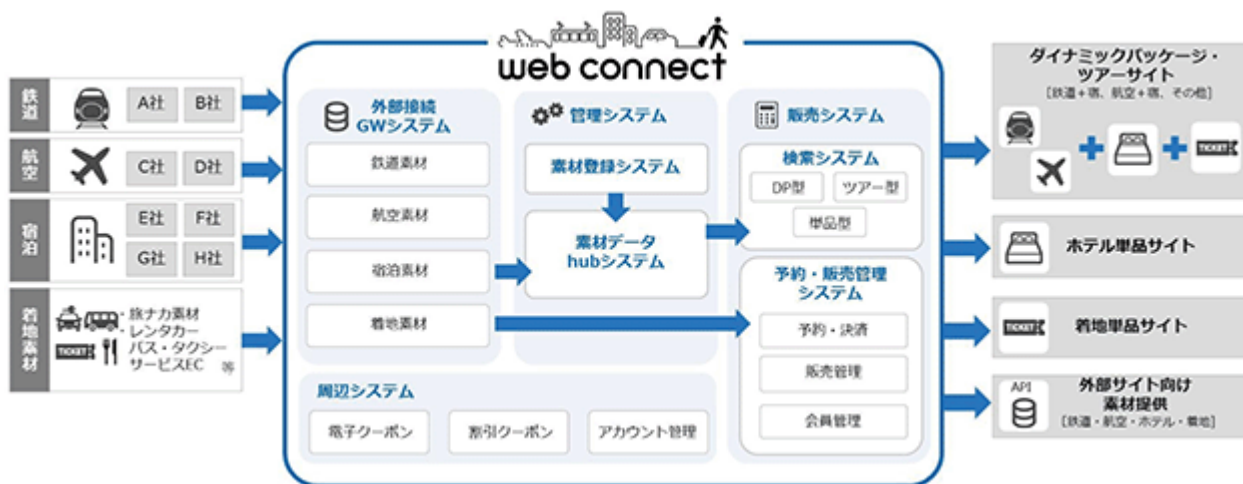 web connect
鉄道
A社
B社
航空
C社
D社
宿泊
E社
F社
G社
H社
着地素材
・旅ナカ素材
・レンタカー
・バス・タクシー
サービスEC 等
TICKET
外部接続
GWシステム
鉄道素材
航空素材
宿泊素材
着地素材
管理システム
素材登録システム
素材データ
hubシステム
販売システム
検索システム
DP型
ツアー型
単品型
予約・販売管理
システム
予約・決済
販売管理
会員管理
周辺システム
電子クーポン
割引クーポン
アカウント管理
ダイナミックパッケージ・
ツアーサイト
[鉄道+宿、航空+宿、その他]
TICKET
ホテル単品サイト
TICKET
着地単品サイト
API
外部サイト向け
素材提供
[鉄道・航空・ホテル・着地]